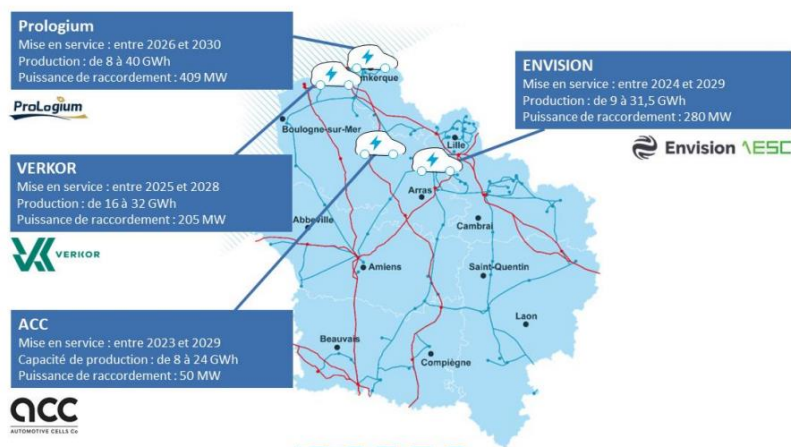 Prologium
Mise en service : entre 2026 et 2030
Production : de 8 à 40 GWh
Puissance de raccordement : 409 MW
ProLogium
ENVISION
Mise en service : entre 2024 et 2029
Production : de 9 à 31,5 GWh
Puissance de raccordement : 280 MW
Envision AESC
nkerque
Boulogne-sur-Mer
Lille
VERKOR
Mise en service : entre 2025 et 2028
Production : de 16 à 32 GWh
Puissance de raccordement : 205 MW
VERKOR
Arras
Abbeville
Cambrai
Amiens
Saint-Quentin
Laon
ACC
Mise en service : entre 2023 et 2029
Capacité de production : de 8 à 24 GWh
Puissance de raccordement : 50 MW
Beauvais
Compiègne
acc
AUTOMOTIVE CELLS Co